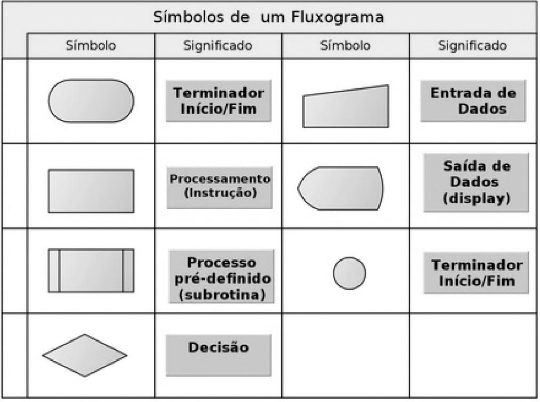 Símbolos de um Fluxograma
Símbolo Significado Símbolo Significado
Terminador
Início/Fim
Entrada de
Dados
Processamento
(Instrução)
Saída de
Dados
(display)
Processo
pré-definido
(subrotina)
Terminador
Início/Fim
Decisão